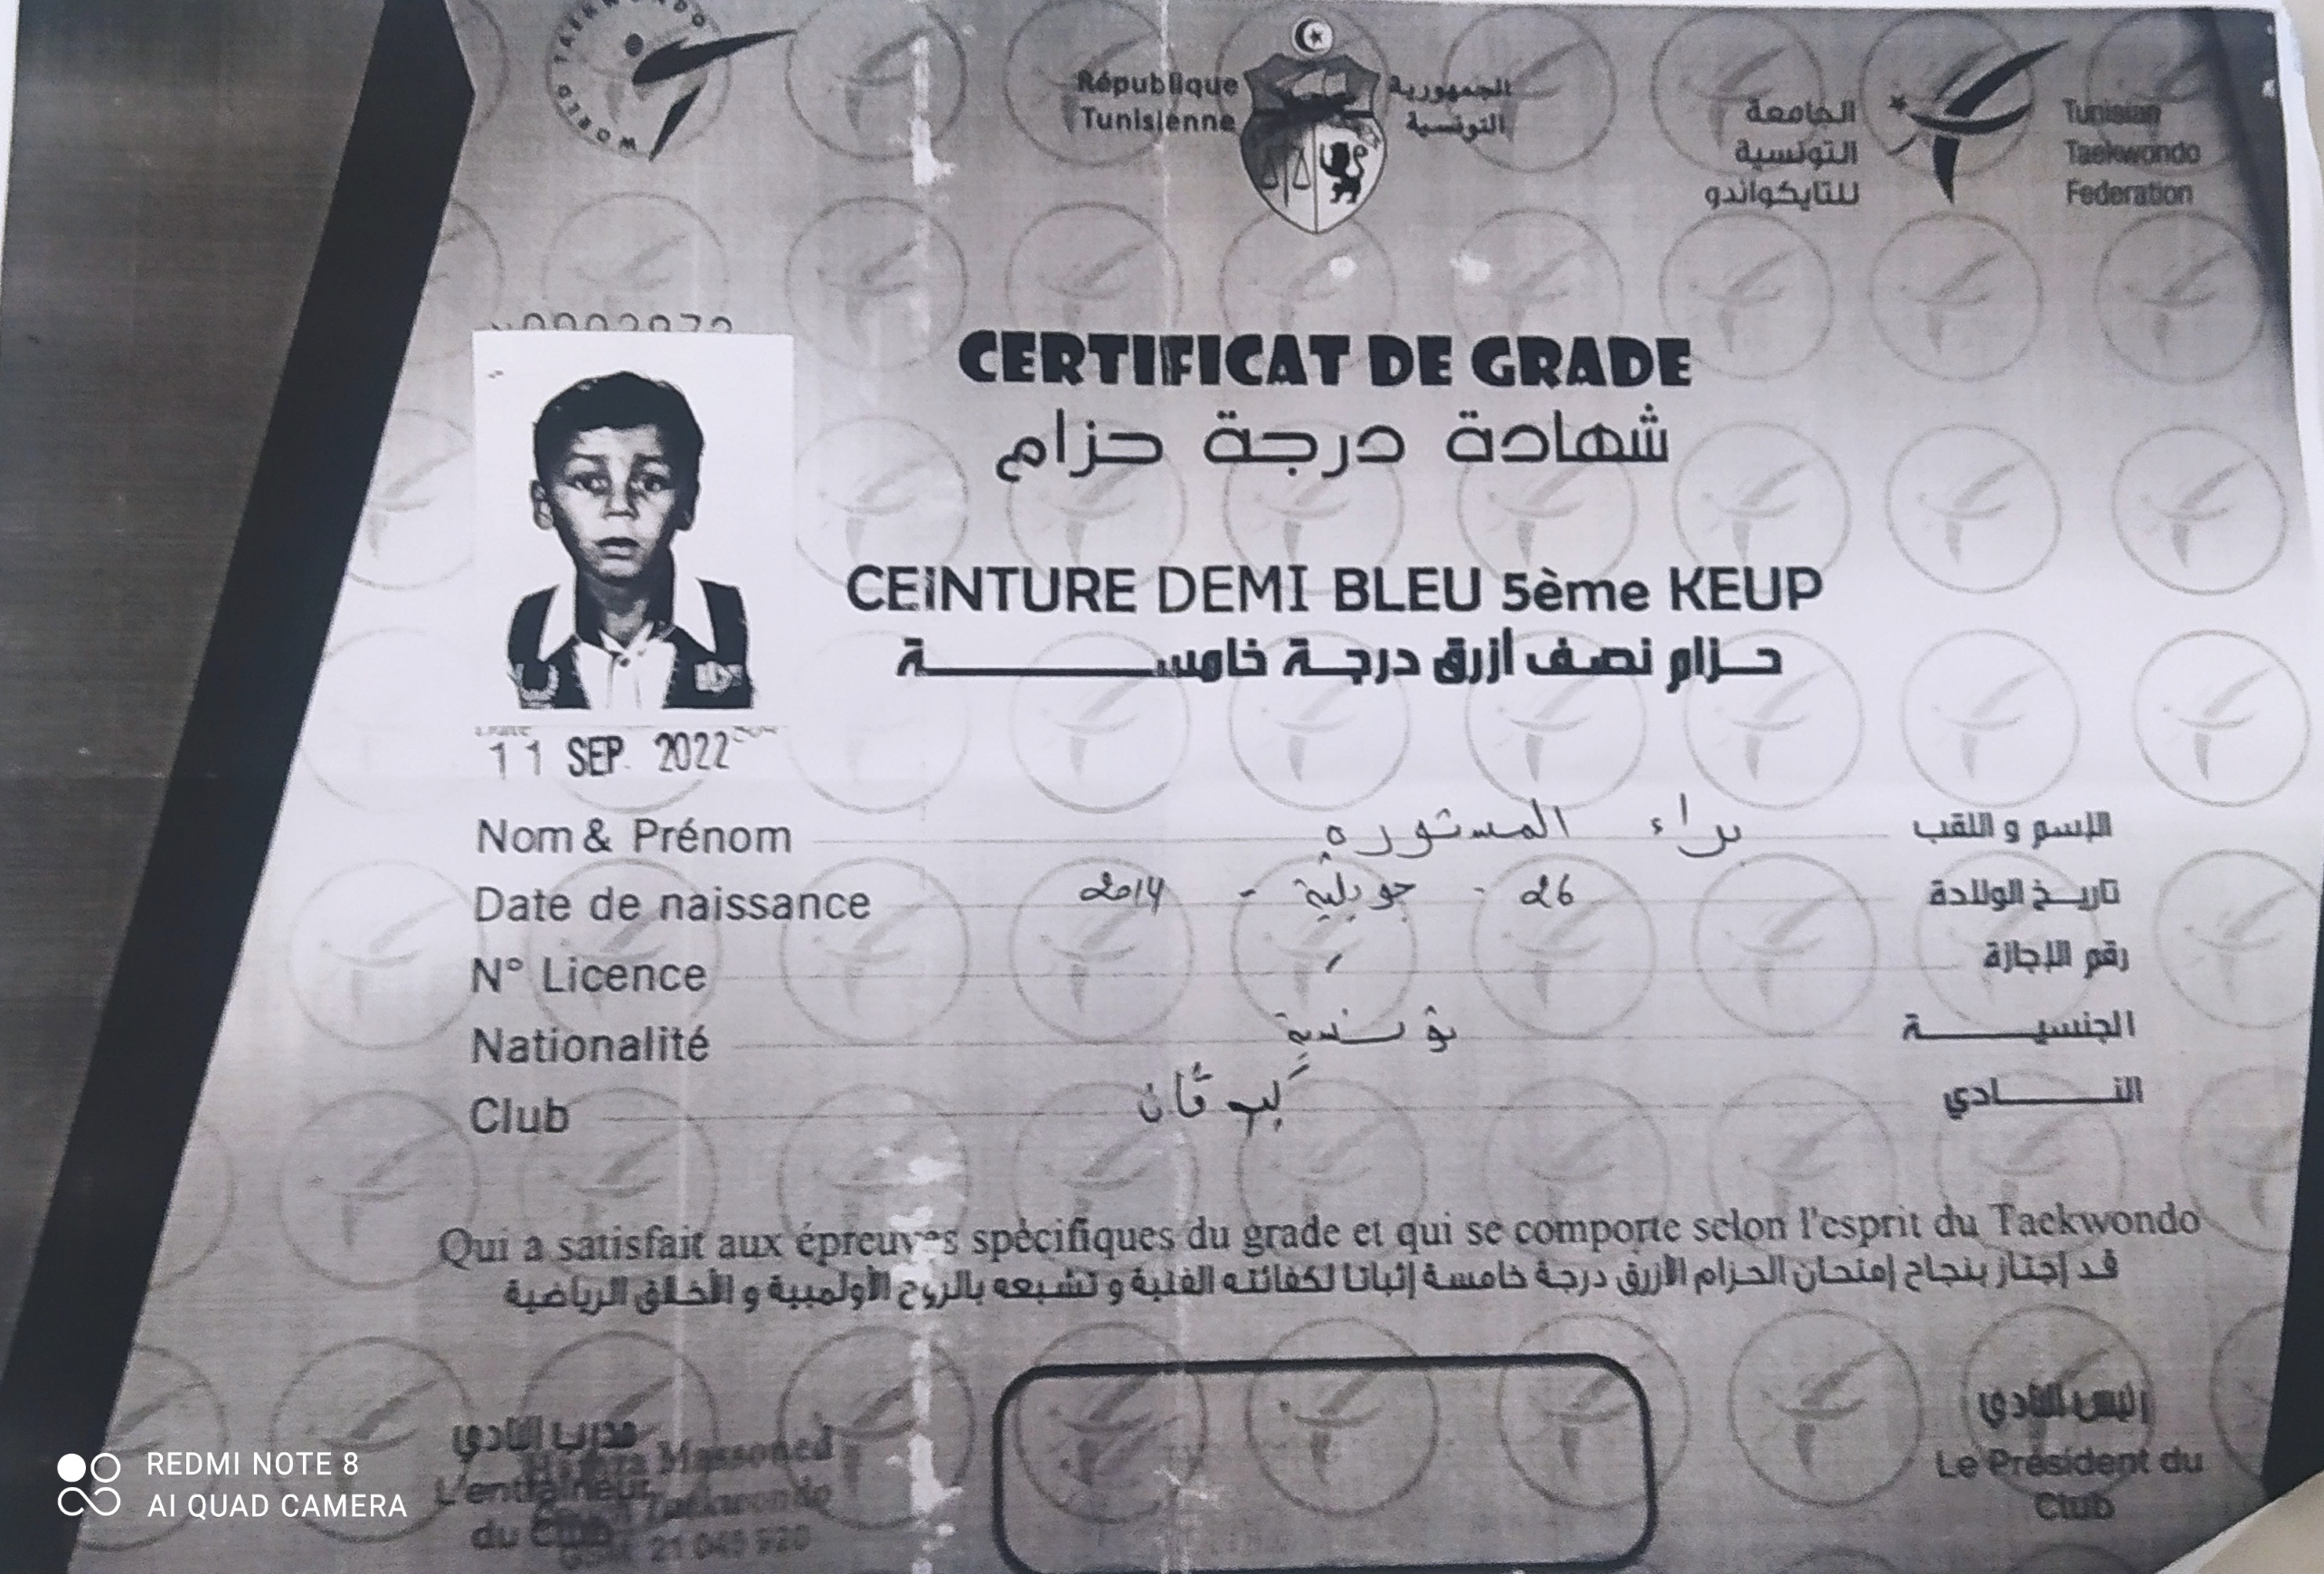 WORLD TAEKWONDO
République Tunisienne
الجمهورية التونسية
الجامعة التونسية للتايكواندو
Tunisian Taekwondo Federation
CERTIFICAT DE GRADE
شهادة درجة حزام
CEINTURE DEMI BLEU 5ème KEUP
حزام نصف أزرق درجة خامسة
11 SEP. 2022
Nom & Prénom براء المستوري الإسم و اللقب
Date de naissance 26 - جويلية - 2014 تاريخ الولادة
N° Licence رقم الإجازة
Nationalité تونسية الجنسية
Club النادي
Qui a satisfait aux épreuves spécifiques du grade et qui se comporte selon l'esprit du Taekwondo
قد إجتاز بنجاح إمتحان الحزام الأزرق درجة خامسة إثباتا لكفائته الفنية و تشبعه بالروح الأولمبية و الأخلاق الرياضية
مدرب النادي
L'entraîneur du Club
Massoued
Taekwondo
رئيس النادي
Le Président du Club
REDMI NOTE 8
AI QUAD CAMERA